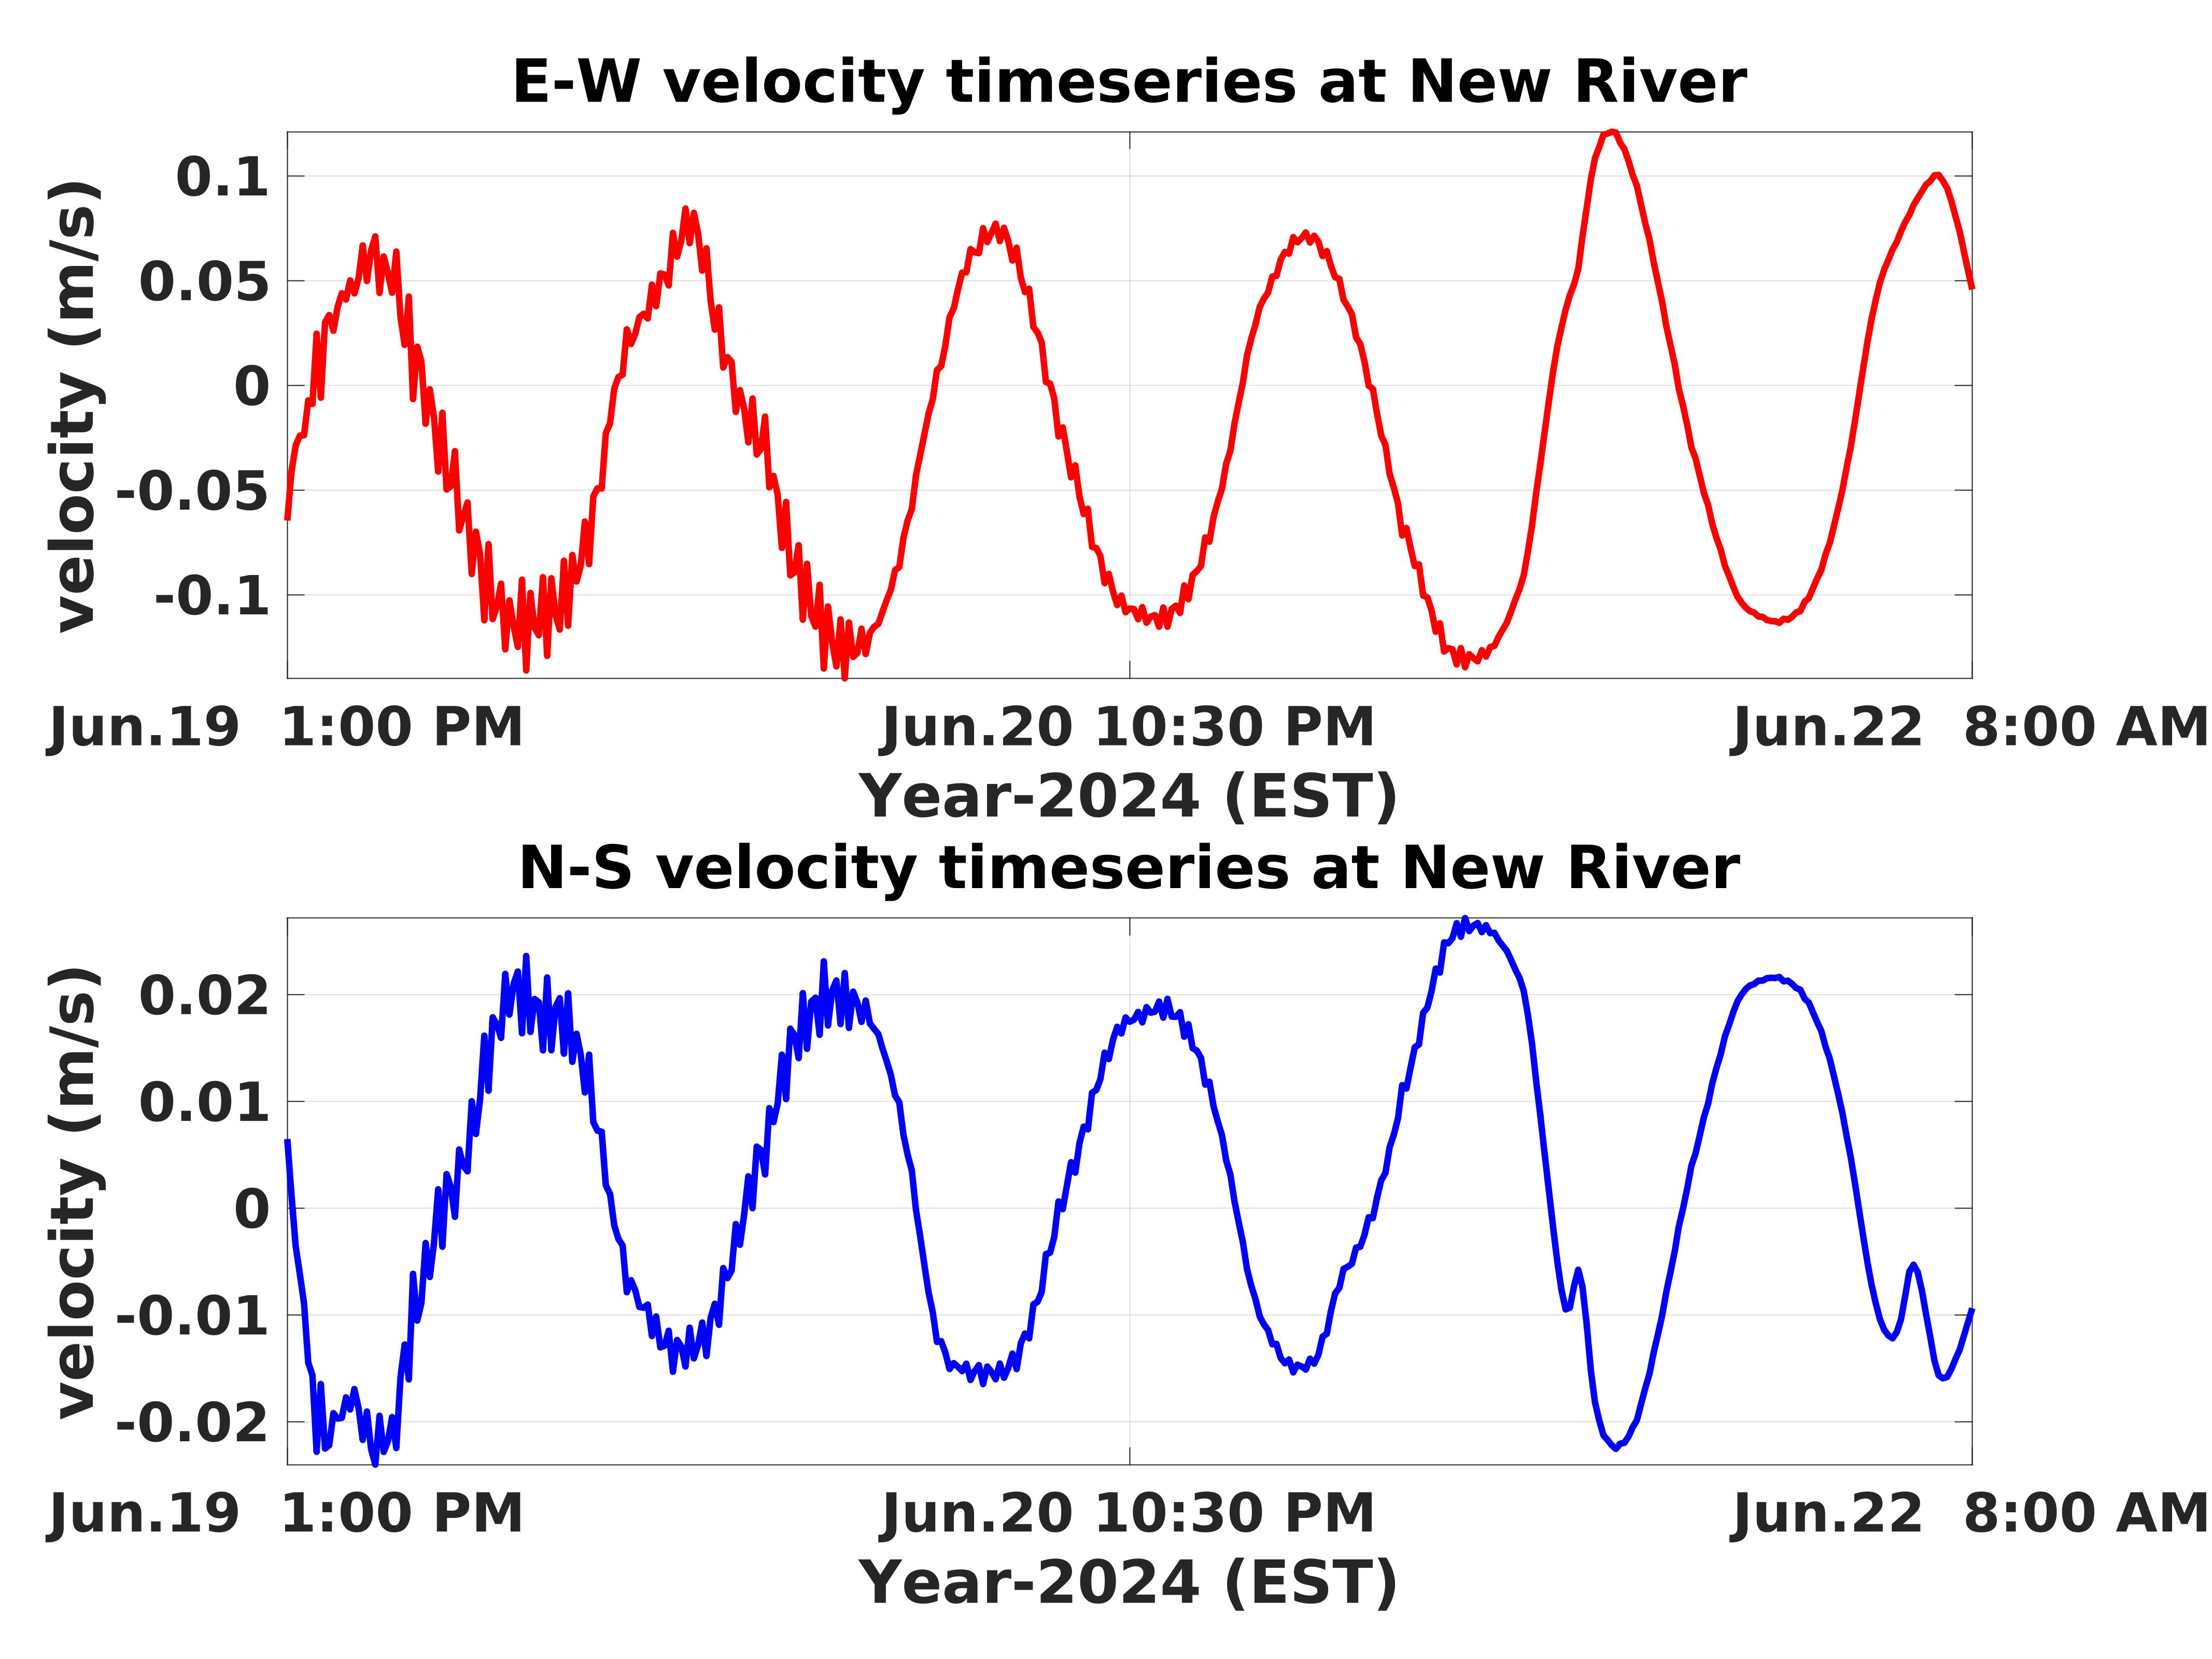 E-W velocity timeseries at New River
velocity (m/s)
0.1
0.05
0
-0.05
-0.1
Jun.19 1:00 PM Jun.20 10:30 PM Jun.22 8:00 AM
Year-2024 (EST)
N-S velocity timeseries at New River
velocity (m/s)
0.02
0.01
0
-0.01
-0.02
Jun.19 1:00 PM Jun.20 10:30 PM Jun.22 8:00 AM
Year-2024 (EST)